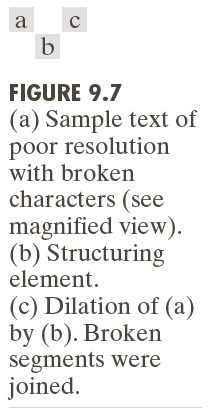 a c
b
FIGURE 9.7
(a) Sample text of
poor resolution
with broken
characters (see
magnified view).
(b) Structuring
element.
(c) Dilation of (a)
by (b). Broken
segments were
joined.